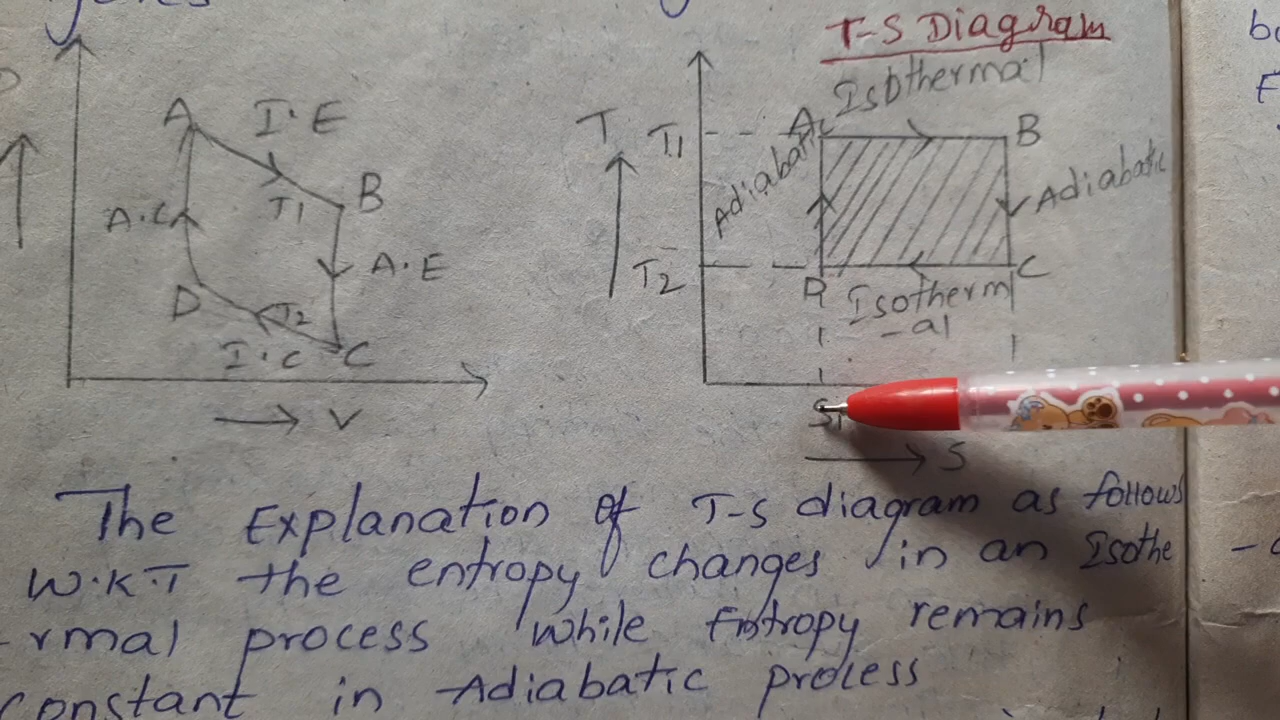 T-S Diagram
A
I.E
T1
B
A.C
A.E
D
T2
I.C
C
V
T
T1
T2
A
Isothermal
B
Adiabatic
Adiabatic
D
C
Isotherm
-al
S1
S
The Explanation of T-S diagram as follows
W.K.T the entropy changes in an Isothe
-rmal process while Entropy remains
constant in Adiabatic process